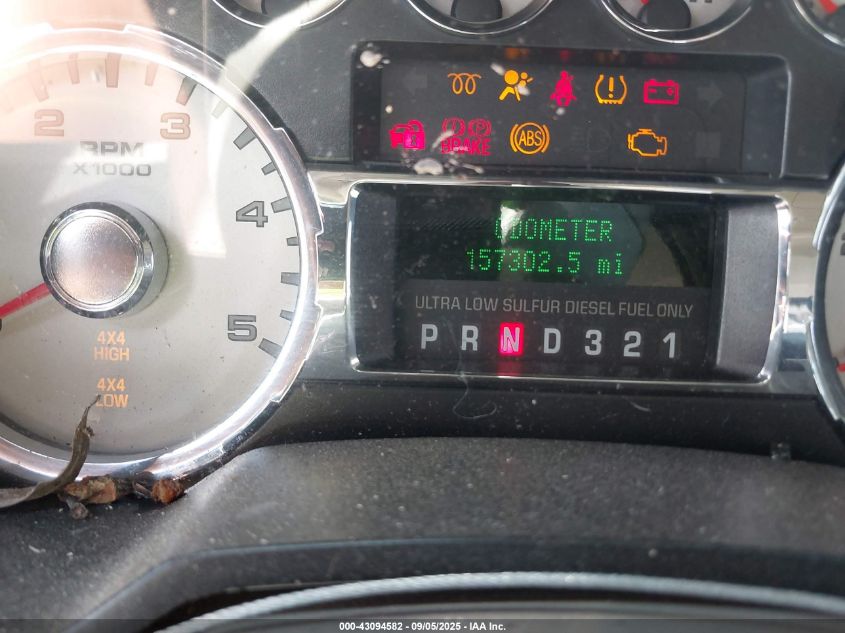 2 3
RPM
X1000
4
5
4X4
HIGH
4X4
LOW
BRAKE
ABS
ODOMETER
157302.5 mi
ULTRA LOW SULFUR DIESEL FUEL ONLY
P R N D 3 2 1
000-43094582 - 09/05/2025 - IAA Inc.